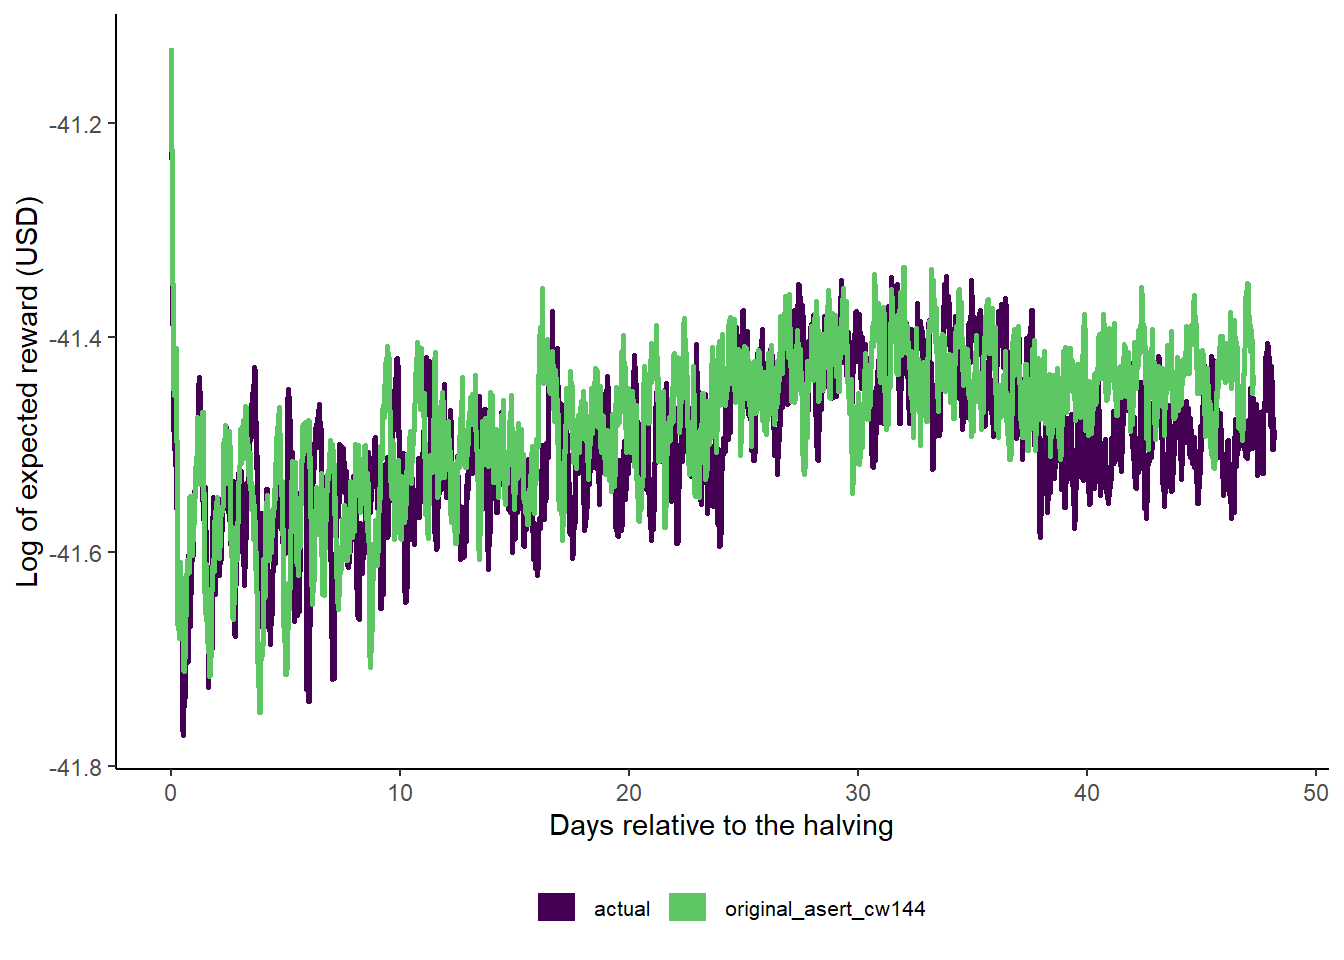 Log of expected reward (USD)
-41.2
-41.4
-41.6
-41.8
0 10 20 30 40 50
Days relative to the halving
actual original_asert_cw144